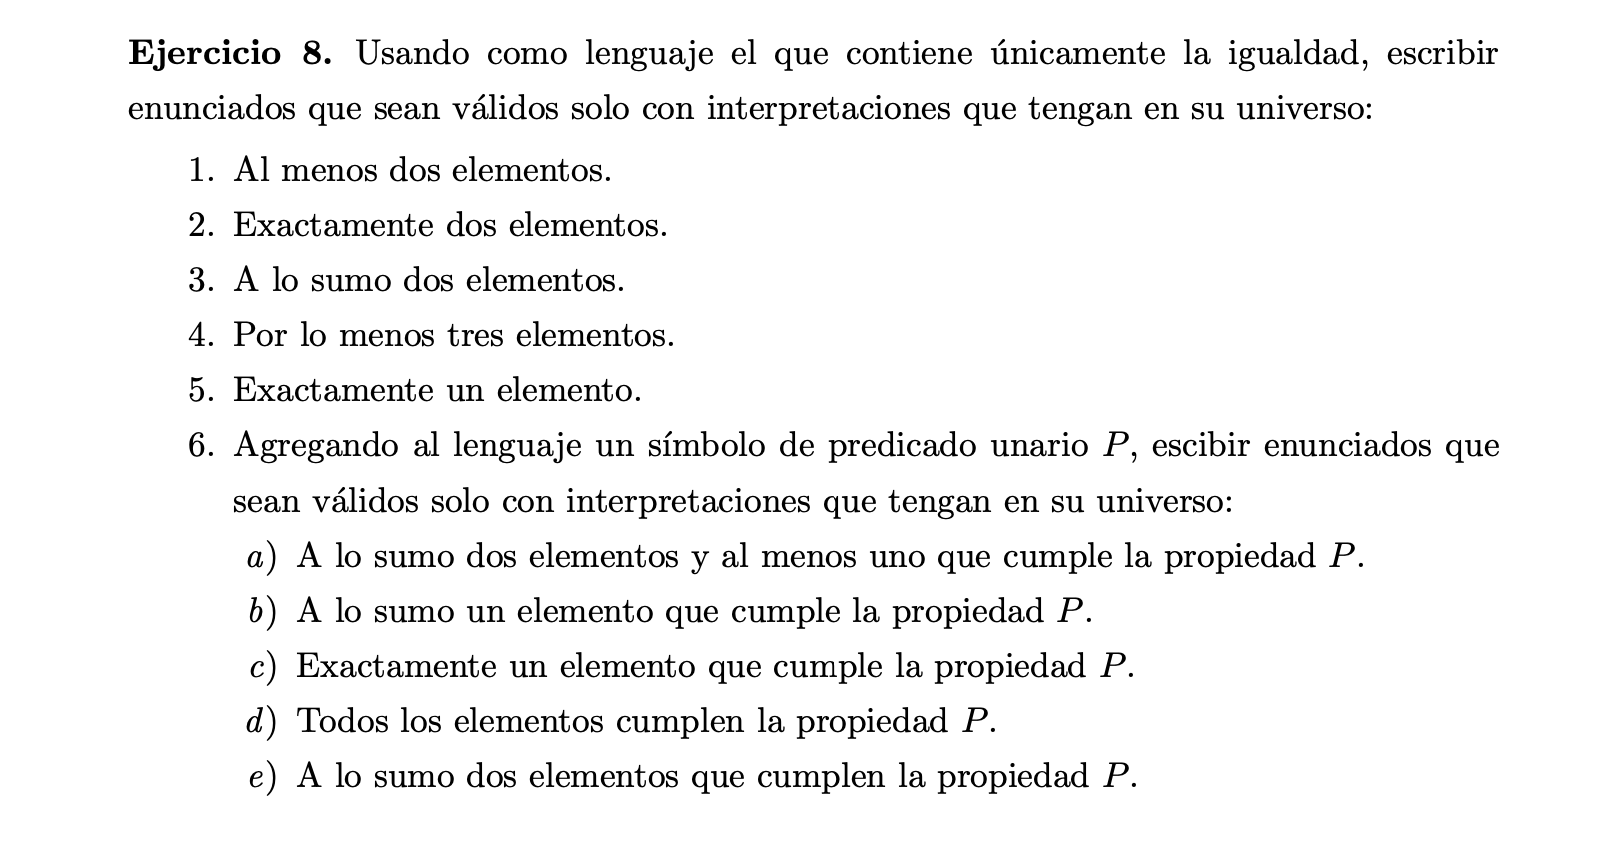 Ejercicio 8. Usando como lenguaje el que contiene únicamente la igualdad, escribir
enunciados que sean válidos solo con interpretaciones que tengan en su universo:
1. Al menos dos elementos.
2. Exactamente dos elementos.
3. A lo sumo dos elementos.
4. Por lo menos tres elementos.
5. Exactamente un elemento.
6. Agregando al lenguaje un símbolo de predicado unario P, escibir enunciados que
sean válidos solo con interpretaciones que tengan en su universo:
a) A lo sumo dos elementos y al menos uno que cumple la propiedad P.
b) A lo sumo un elemento que cumple la propiedad P.
c) Exactamente un elemento que cumple la propiedad P.
d) Todos los elementos cumplen la propiedad P.
e) A lo sumo dos elementos que cumplen la propiedad P.